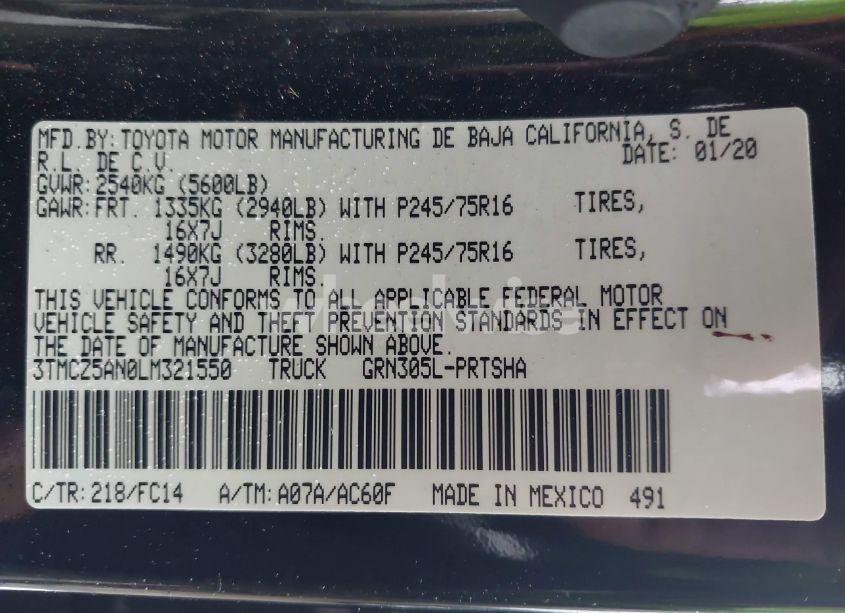 MFD.BY:TOYOTA MOTOR MANUFACTURING DE BAJA CALIFORNIA, S. DE
R.L. DE C.V. DATE: 01/20
GVWR:2540KG (5600LB)
GAWR:FRT. 1335KG (2940LB) WITH P245/75R16 TIRES,
16X7J RIMS.
RR. 1490KG (3280LB) WITH P245/75R16 TIRES,
16X7J RIMS.
THIS VEHICLE CONFORMS TO ALL APPLICABLE FEDERAL MOTOR
VEHICLE SAFETY AND THEFT PREVENTION STANDARDS IN EFFECT ON
THE DATE OF MANUFACTURE SHOWN ABOVE.
3TMCZ5AN0LM321550 TRUCK GRN305L-PRTSHA
C/TR:218/FC14 A/TM:A07A/AC60F MADE IN MEXICO 491